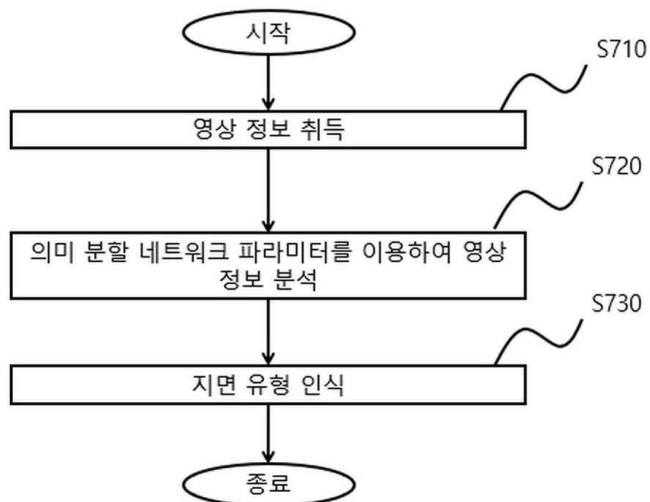 시작
S710
영상 정보 취득
S720
의미 분할 네트워크 파라미터를 이용하여 영상
정보 분석
S730
지면 유형 인식
종료